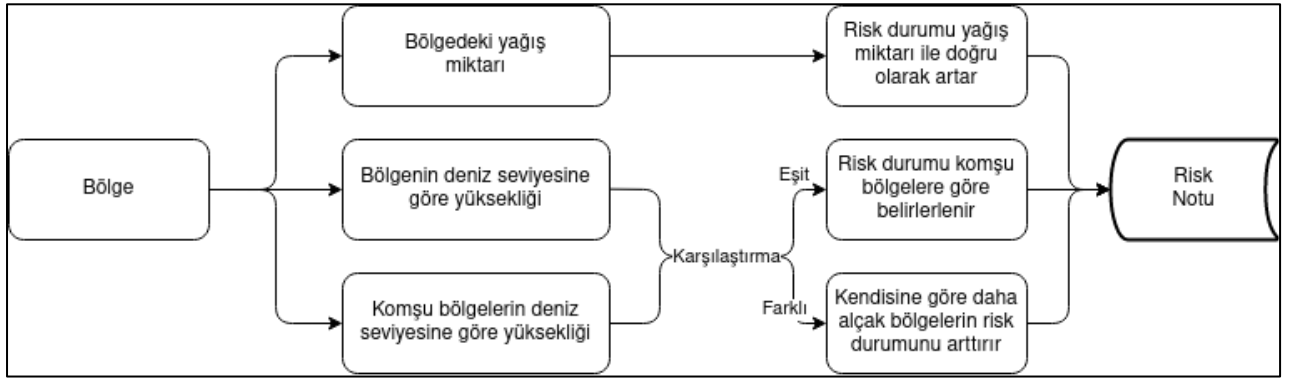 Bölge
Bölgedeki yağış
miktarı
Bölgenin deniz seviyesine
göre yüksekliği
Komşu bölgelerin deniz
seviyesine göre yüksekliği
Karşılaştırma
Eşit
Farklı
Risk durumu yağış
miktarı ile doğru
olarak artar
Risk durumu komşu
bölgelere göre
belirlerlenir
Kendisine göre daha
alçak bölgelerin risk
durumunu arttırır
Risk
Notu